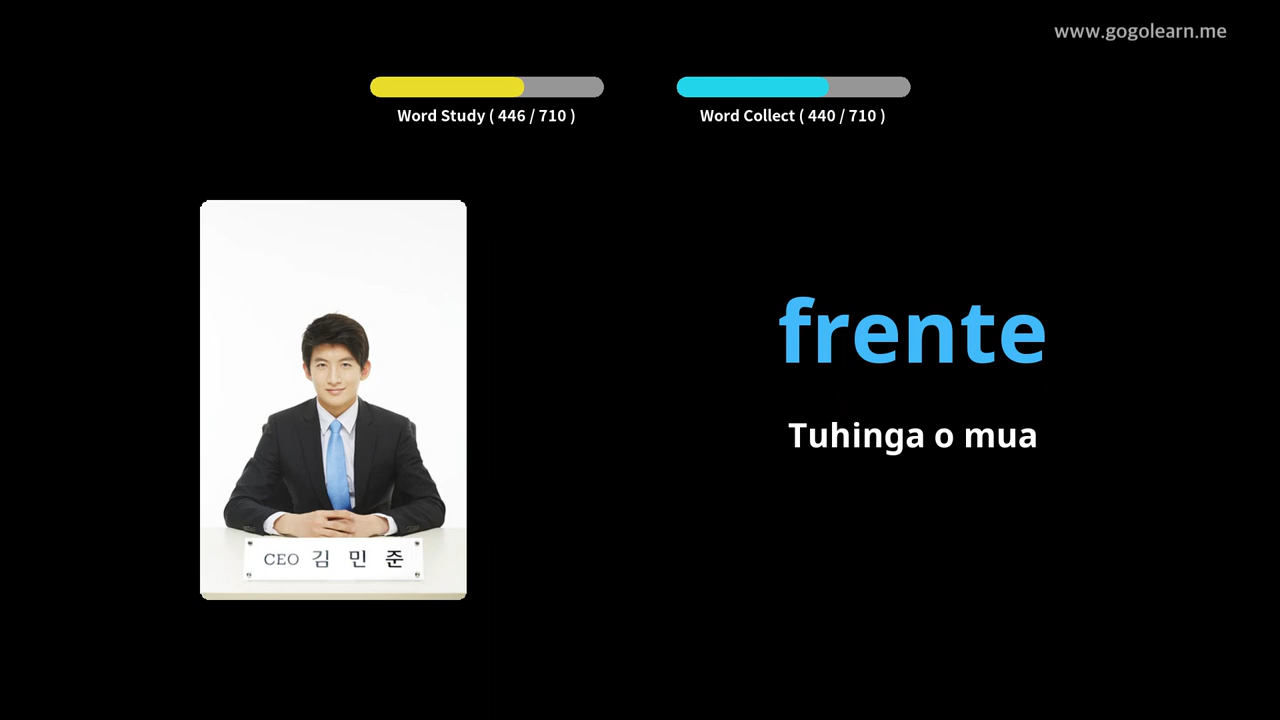 www.gogolearn.me
Word Study ( 446 / 710 )
Word Collect ( 440 / 710 )
frente
Tuhinga o mua
CEO 김 민 준